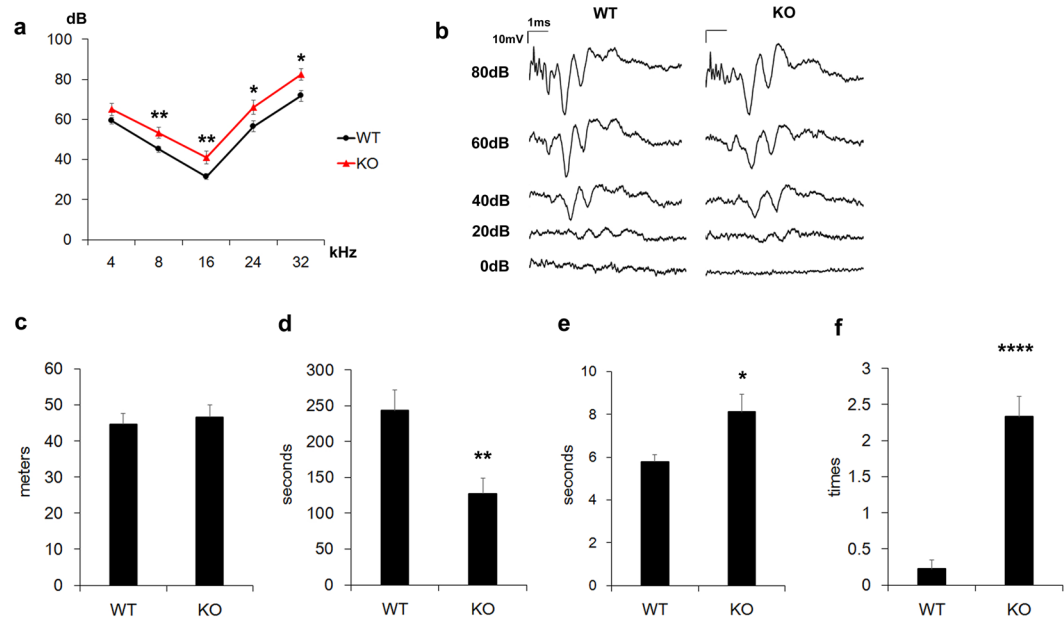 a
dB
100
80
60
40
20
0
4 8 16 24 32
kHz
** ** * *
WT
KO
b
WT KO
1ms
10mV
80dB
60dB
40dB
20dB
0dB
c
60
50
40
30
20
10
0
meters
WT KO
d
300
250
200
150
100
50
0
seconds
**
WT KO
e
10
8
6
4
2
0
seconds
*
WT KO
f
3
2.5
2
1.5
1
0.5
0
times
****
WT KO